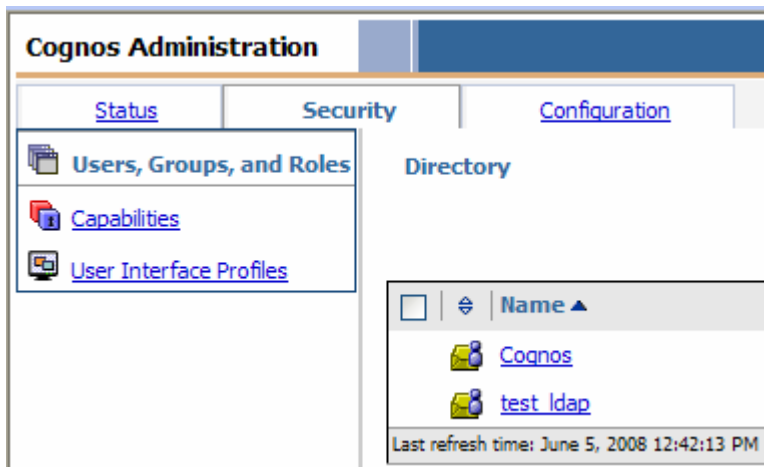 Cognos Administration
Status Security Configuration
Users, Groups, and Roles
Capabilities
User Interface Profiles
Directory
Name
Cognos
test_ldap
Last refresh time: June 5, 2008 12:42:13 PM